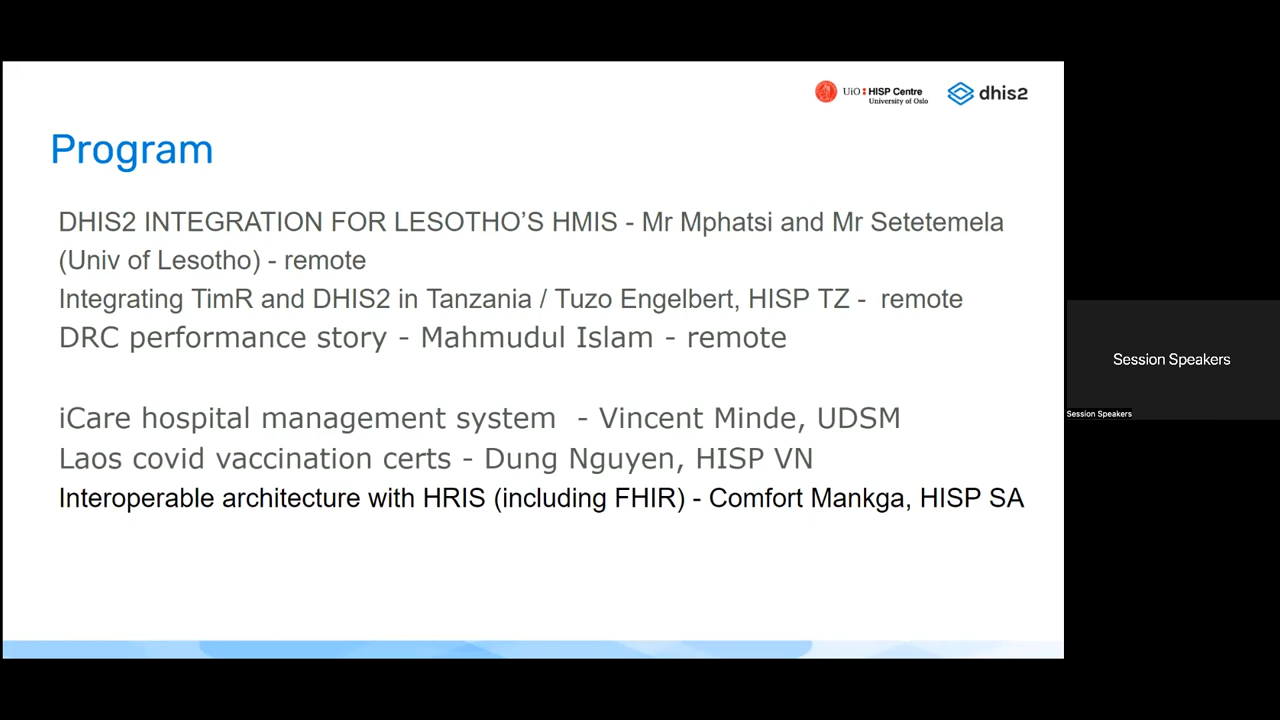 UiO : HISP Centre
University of Oslo
dhis2
Program
DHIS2 INTEGRATION FOR LESOTHO’S HMIS - Mr Mphatsi and Mr Setetemela
(Univ of Lesotho) - remote
Integrating TimR and DHIS2 in Tanzania / Tuzo Engelbert, HISP TZ - remote
DRC performance story - Mahmudul Islam - remote
iCare hospital management system - Vincent Minde, UDSM
Laos covid vaccination certs - Dung Nguyen, HISP VN
Interoperable architecture with HRIS (including FHIR) - Comfort Mankga, HISP SA
Session Speakers
Session Speakers